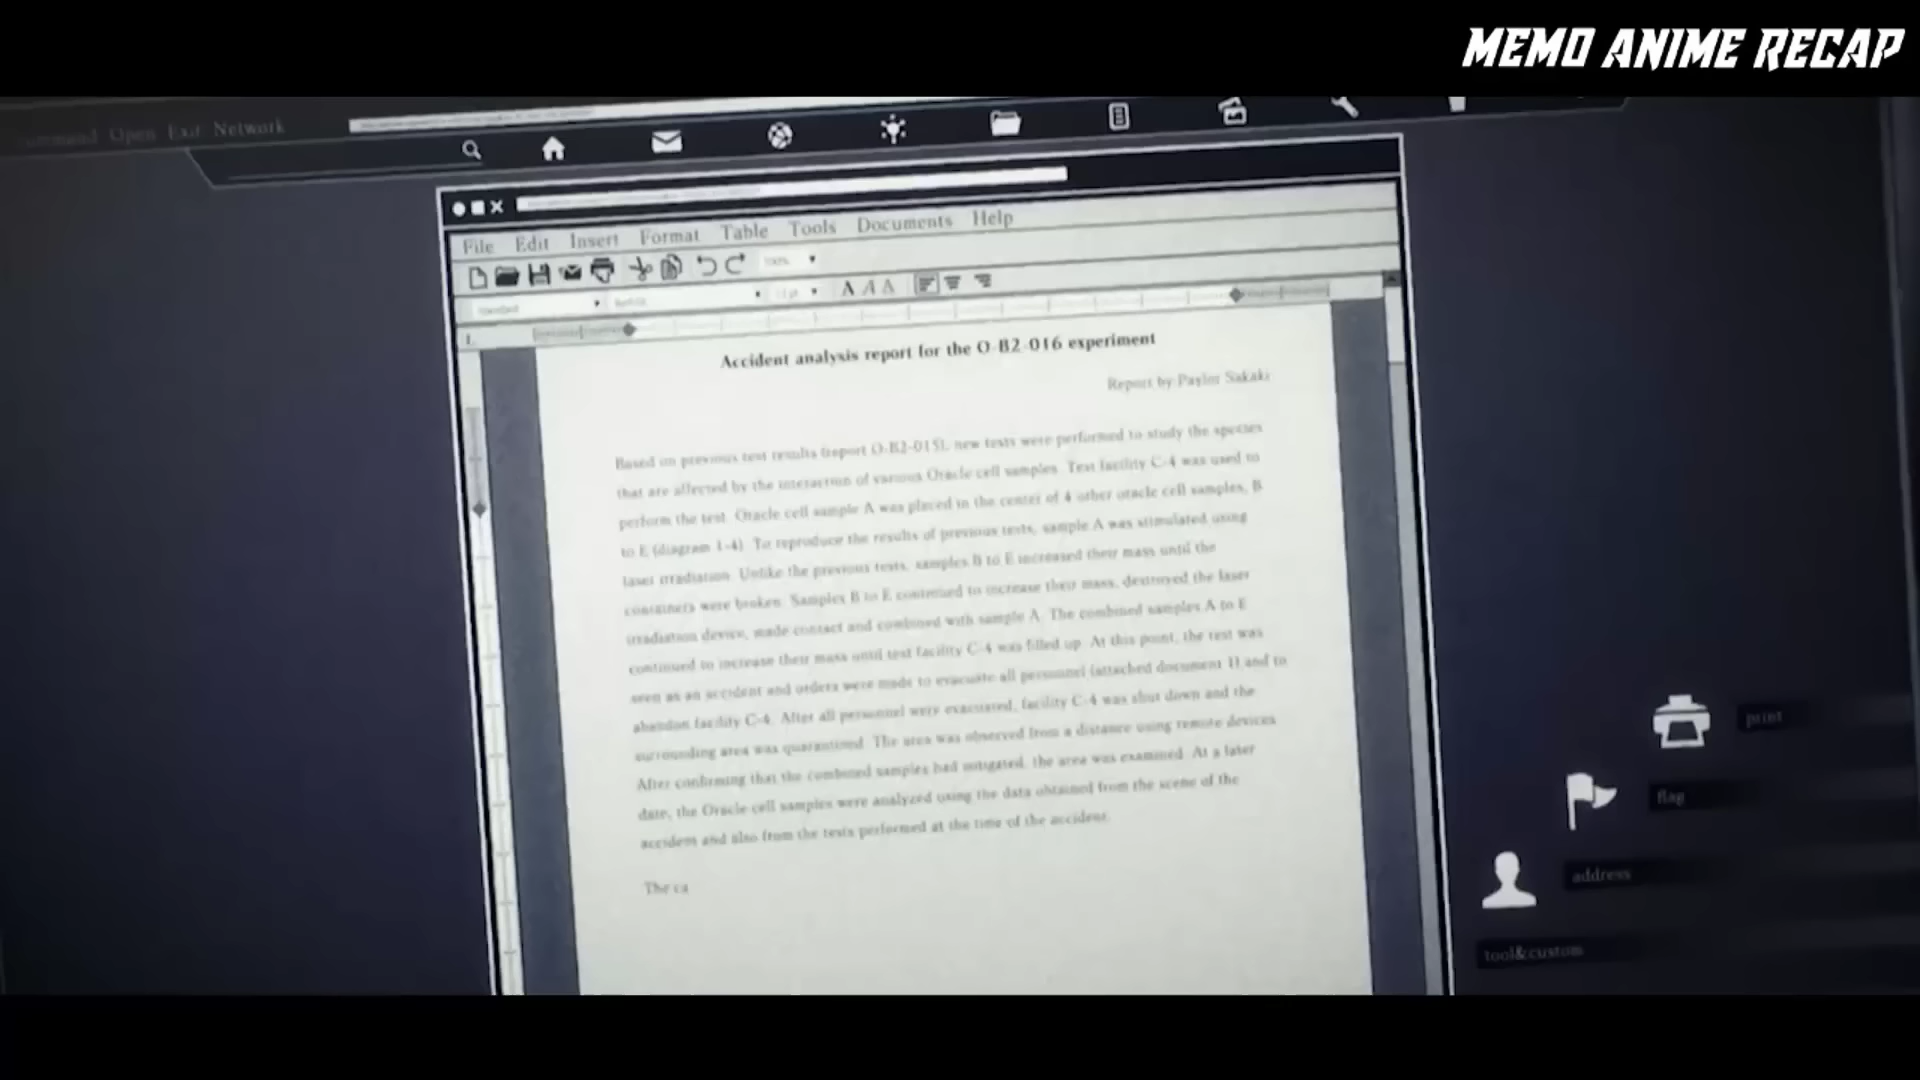 MEMO ANIME RECAP
Command Open Exit Network
File Edit Insert Format Table Tools Documents Help
100%
Accident analysis report for the O-B2-016 experiment
Report by Paylor Sakaki
Based on previous test results (report O-B2-015), new tests were performed to study the species
that are affected by the interaction of various Oracle cell samples. Test facility C-4 was used to
perform the test. Oracle cell sample A was placed in the center of 4 other oracle cell samples, B
to E (diagram 1-4). To reproduce the results of previous tests, sample A was stimulated using
laser irradiation. Unlike the previous tests, samples B to E increased their mass until the
containers were broken. Samples B to E continued to increase their mass, destroyed the laser
irradiation device, made contact and combined with sample A. The combined samples A to E
continued to increase their mass until test facility C-4 was filled up. At this point, the test was
seen as an accident and orders were made to evacuate all personnel (attached document 1) and to
abandon facility C-4. After all personnel were evacuated, facility C-4 was shut down and the
surrounding area was quarantined. The area was observed from a distance using remote devices
After confirming that the combined samples had mitigated, the area was examined. At a later
date, the Oracle cell samples were analyzed using the data obtained from the scene of the
accident and also from the tests performed at the time of the accident.
The ca
print
flag
address
tool&custom